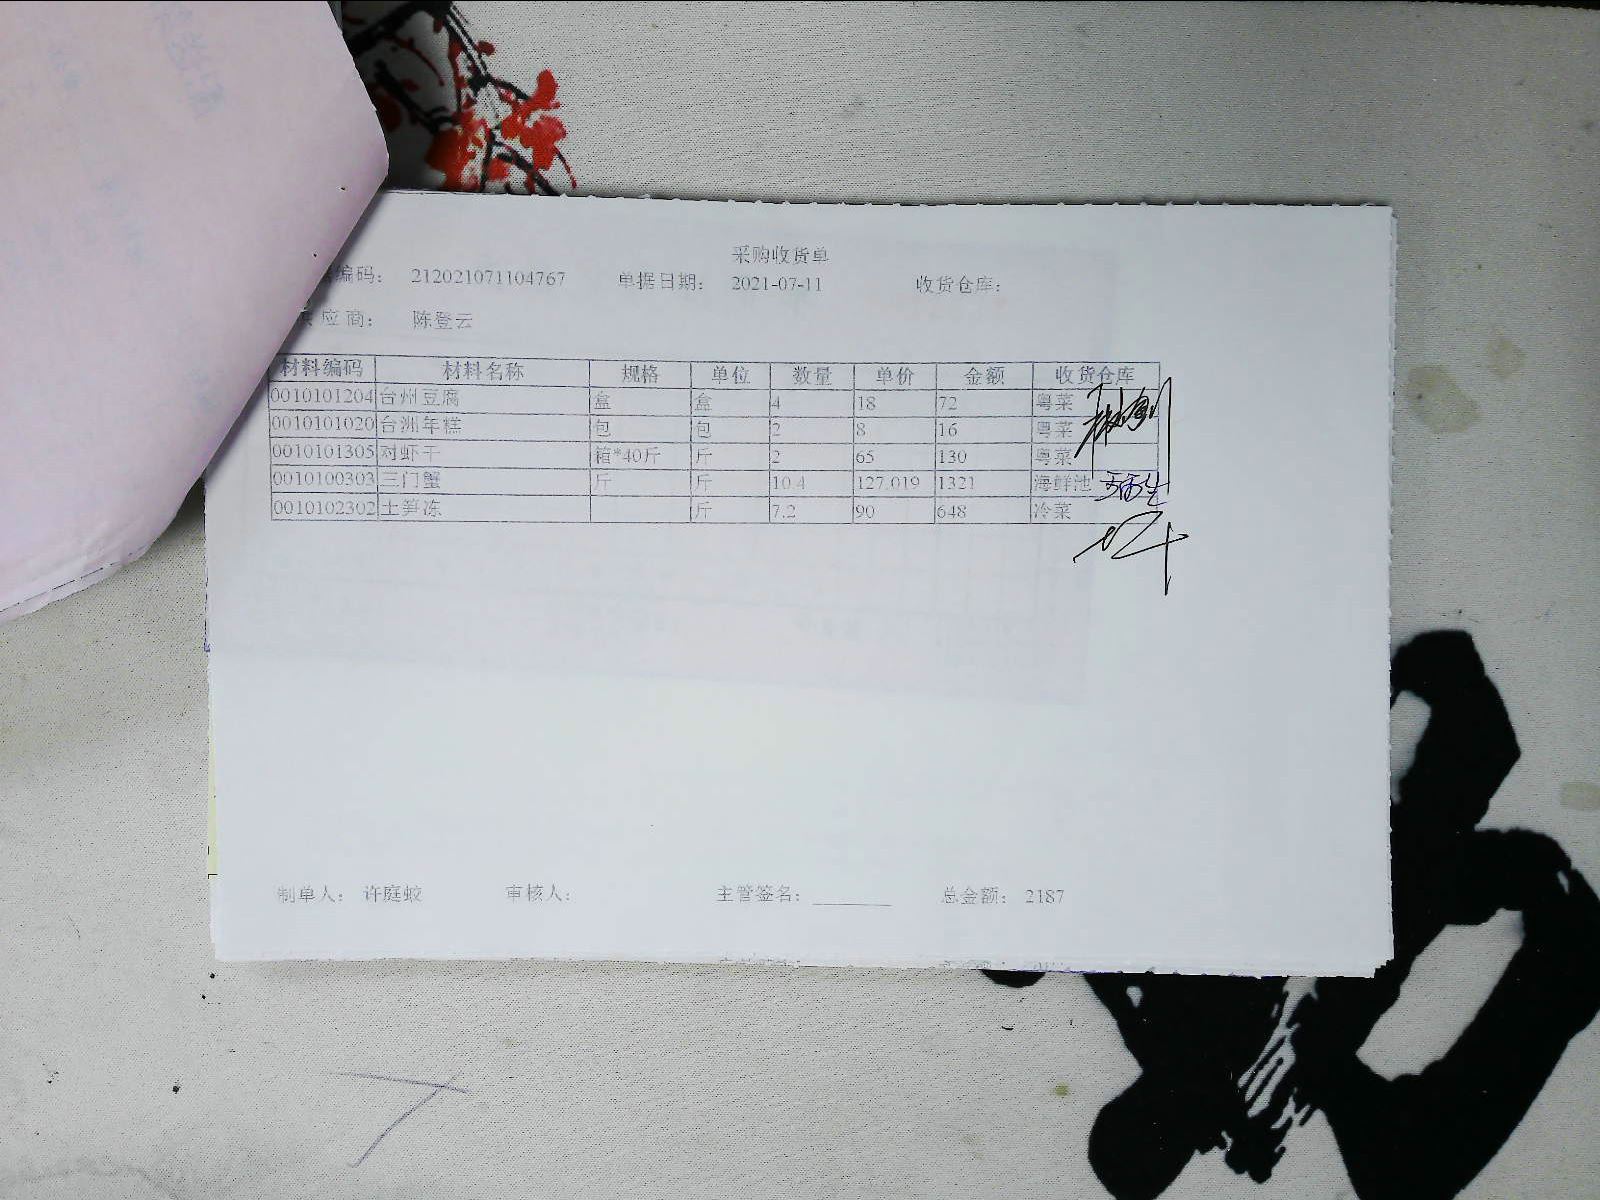 采购收货单
编码： 212021071104767 单据日期： 2021-07-11 收货仓库：
应商： 陈登云
材料编码 材料名称 规格 单位 数量 单价 金额 收货仓库
0010101204 台州豆腐 盒 盒 4 18 72 粤菜
0010101020 台洲年糕 包 包 2 8 16 粤菜
0010101305 对虾干 箱*40斤 斤 2 65 130 粤菜
0010100303 三门蟹 斤 斤 10.4 127.019 1321 海鲜池
0010102302 土笋冻 斤 7.2 90 648 冷菜
制单人： 许庭蛟 审核人： 主管签名： 总金额： 2187